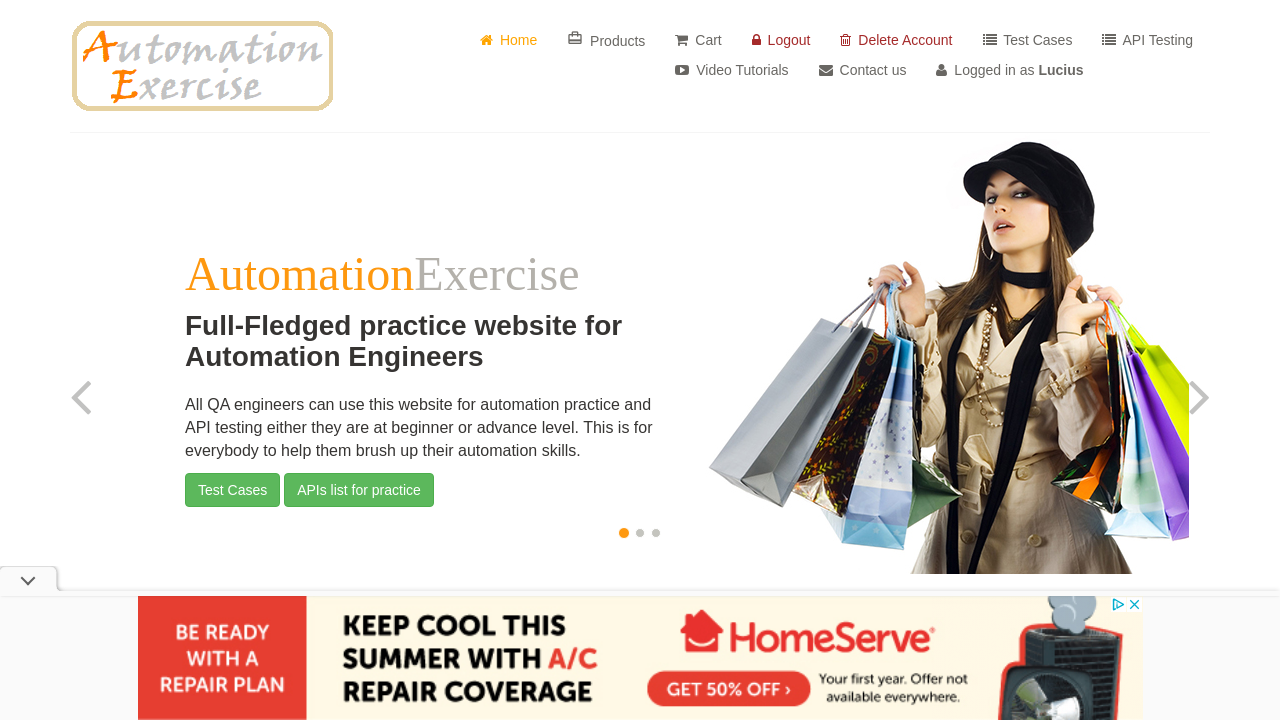 Automation
Exercise
Home
Products
Cart
Logout
Delete Account
Test Cases
API Testing
Video Tutorials
Contact us
Logged in as Lucius
AutomationExercise
Full-Fledged practice website for
Automation Engineers
All QA engineers can use this website for automation practice and
API testing either they are at beginner or advance level. This is for
everybody to help them brush up their automation skills.
Test Cases
APIs list for practice
BE READY
WITH A
REPAIR PLAN
KEEP COOL THIS
SUMMER WITH A/C
REPAIR COVERAGE
HomeServe
GET 50% OFF ›
Your first year. Offer not
available everywhere.